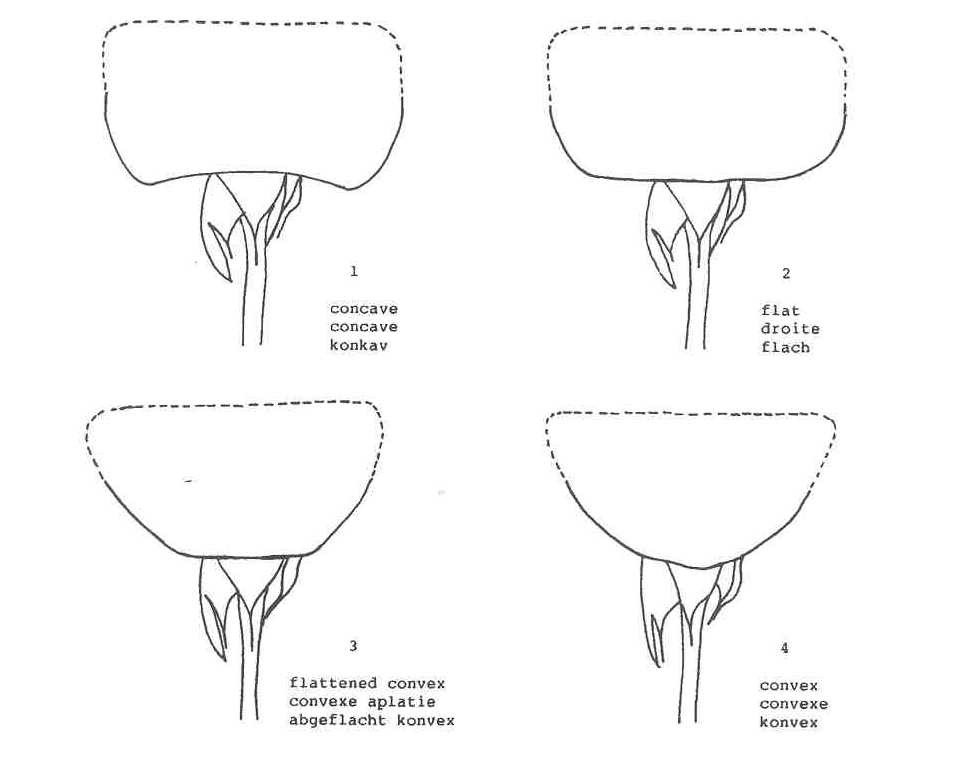 1
concave
concave
konkav
2
flat
droite
flach
3
flattened convex
convexe aplatie
abgeflacht konvex
4
convex
convexe
konvex